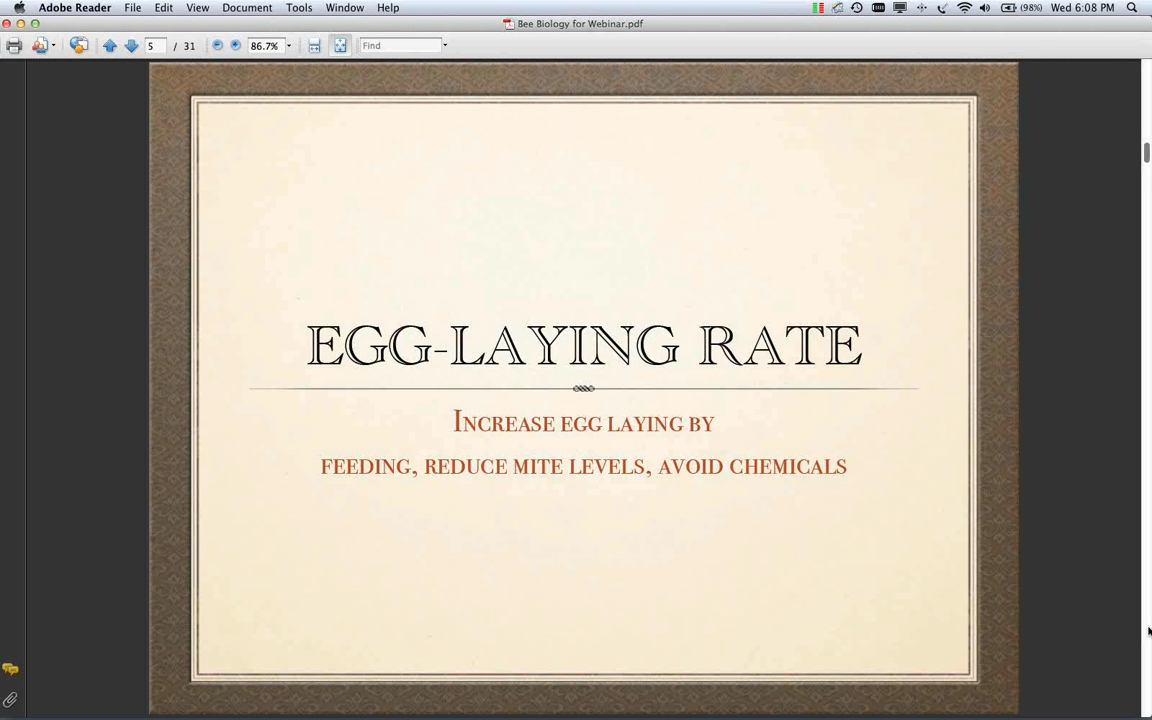 Adobe Reader File Edit View Document Tools Window Help (98%) Wed 6:08 PM
Bee Biology for Webinar.pdf
5 / 31 86.7% Find
EGG-LAYING RATE
Increase egg laying by
feeding, reduce mite levels, avoid chemicals